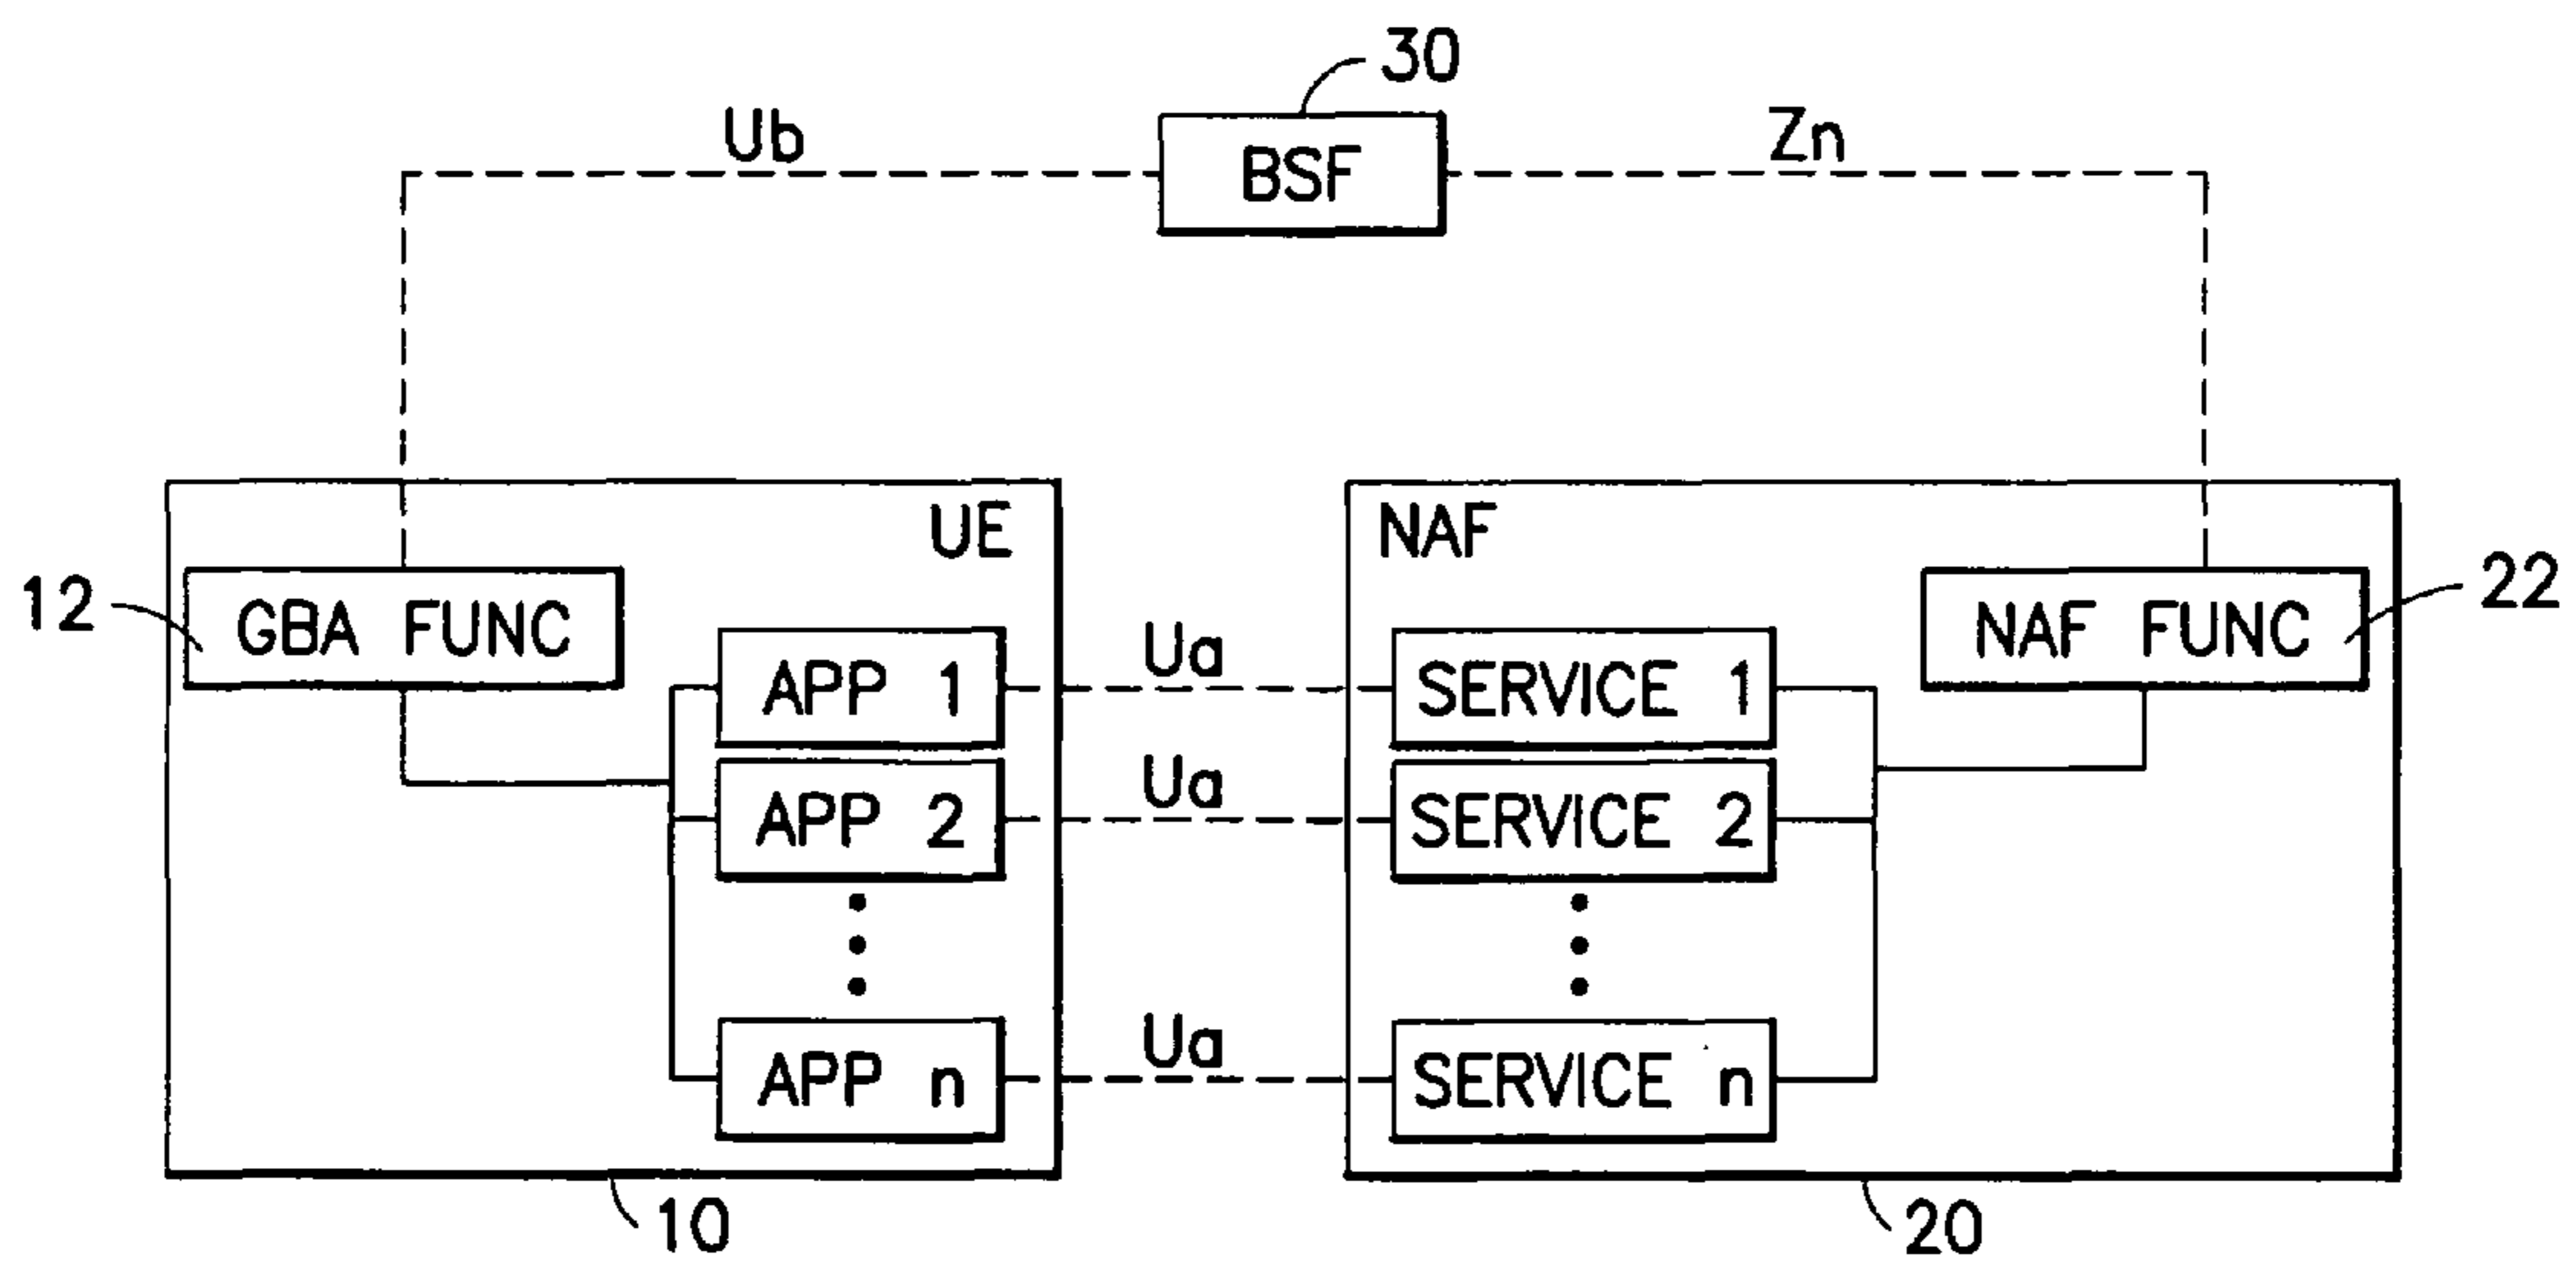 30
Ub
BSF
Zn
UE
NAF
12
GBA FUNC
NAF FUNC
22
APP 1
Ua
SERVICE 1
APP 2
Ua
SERVICE 2
APP n
Ua
SERVICE n
10
20